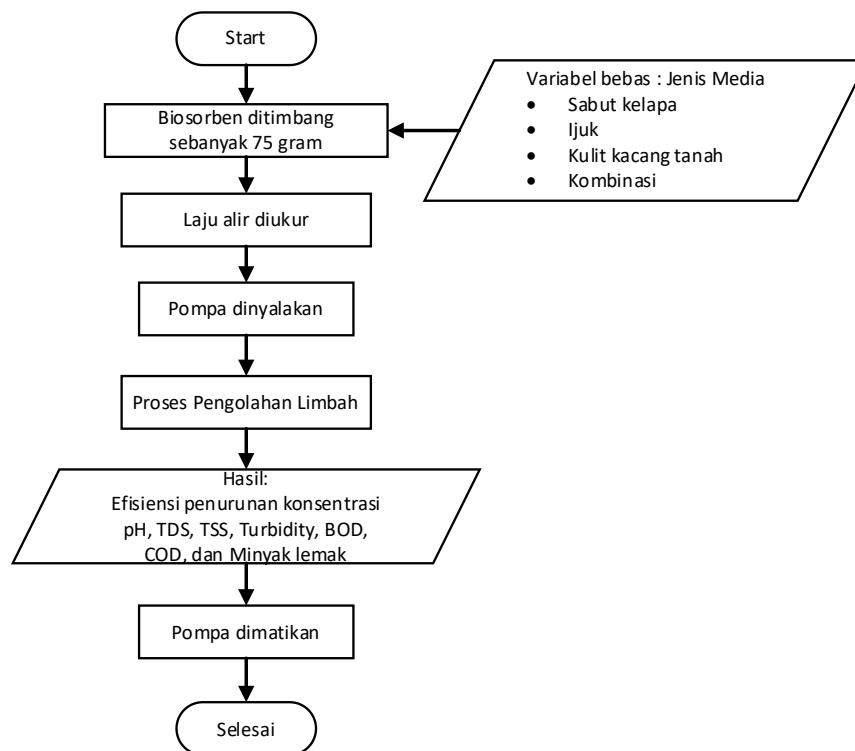 Start
Biosorben ditimbang
sebanyak 75 gram
Variabel bebas : Jenis Media
• Sabut kelapa
• Ijuk
• Kulit kacang tanah
• Kombinasi
Laju alir diukur
Pompa dinyalakan
Proses Pengolahan Limbah
Hasil:
Efisiensi penurunan konsentrasi
pH, TDS, TSS, Turbidity, BOD,
COD, dan Minyak lemak
Pompa dimatikan
Selesai